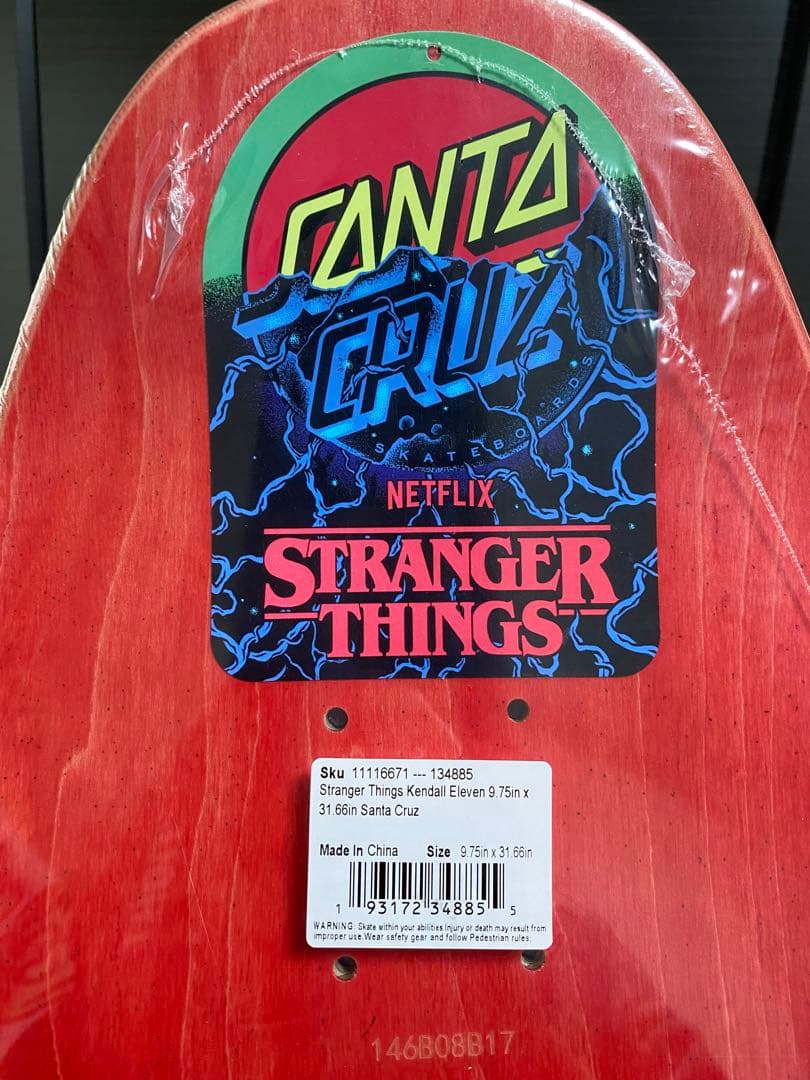 SANTA
CRUZ
SKATEBOARDS
NETFLIX
STRANGER
THINGS
Sku 11116671 --- 134885
Stranger Things Kendall Eleven 9.75in x
31.66in Santa Cruz
Made In China Size 9.75in x 31.66in
1 93172 34885 5
WARNING: Skate within your abilities.Injury or death may result from
improper use.Wear safety gear and follow Pedestrian rules.
146B08B17